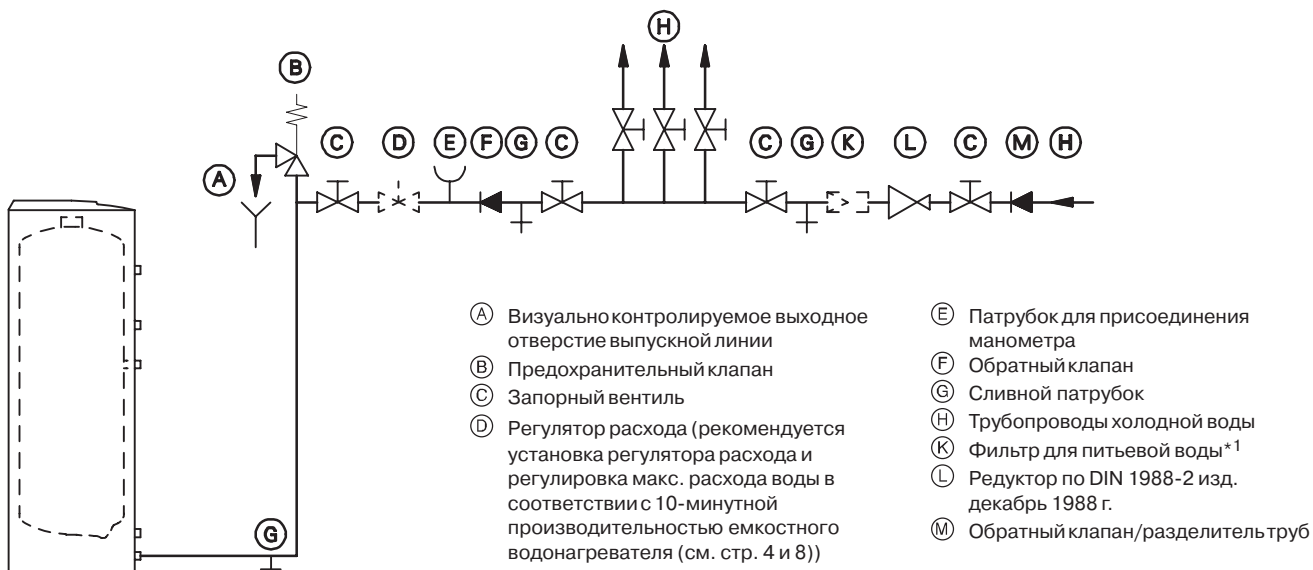 H
B
C D E F G C C G K L C M H
A
G
A Визуально контролируемое выходное
отверстие выпускной линии
B Предохранительный клапан
C Запорный вентиль
D Регулятор расхода (рекомендуется
установка регулятора расхода и
регулировка макс. расхода воды в
соответствии с 10-минутной
производительностью емкостного
водонагревателя (см. стр. 4 и 8))
E Патрубок для присоединения
манометра
F Обратный клапан
G Сливной патрубок
H Трубопроводы холодной воды
K Фильтр для питьевой воды*1
L Редуктор по DIN 1988-2 изд.
декабрь 1988 г.
M Обратный клапан/разделитель труб